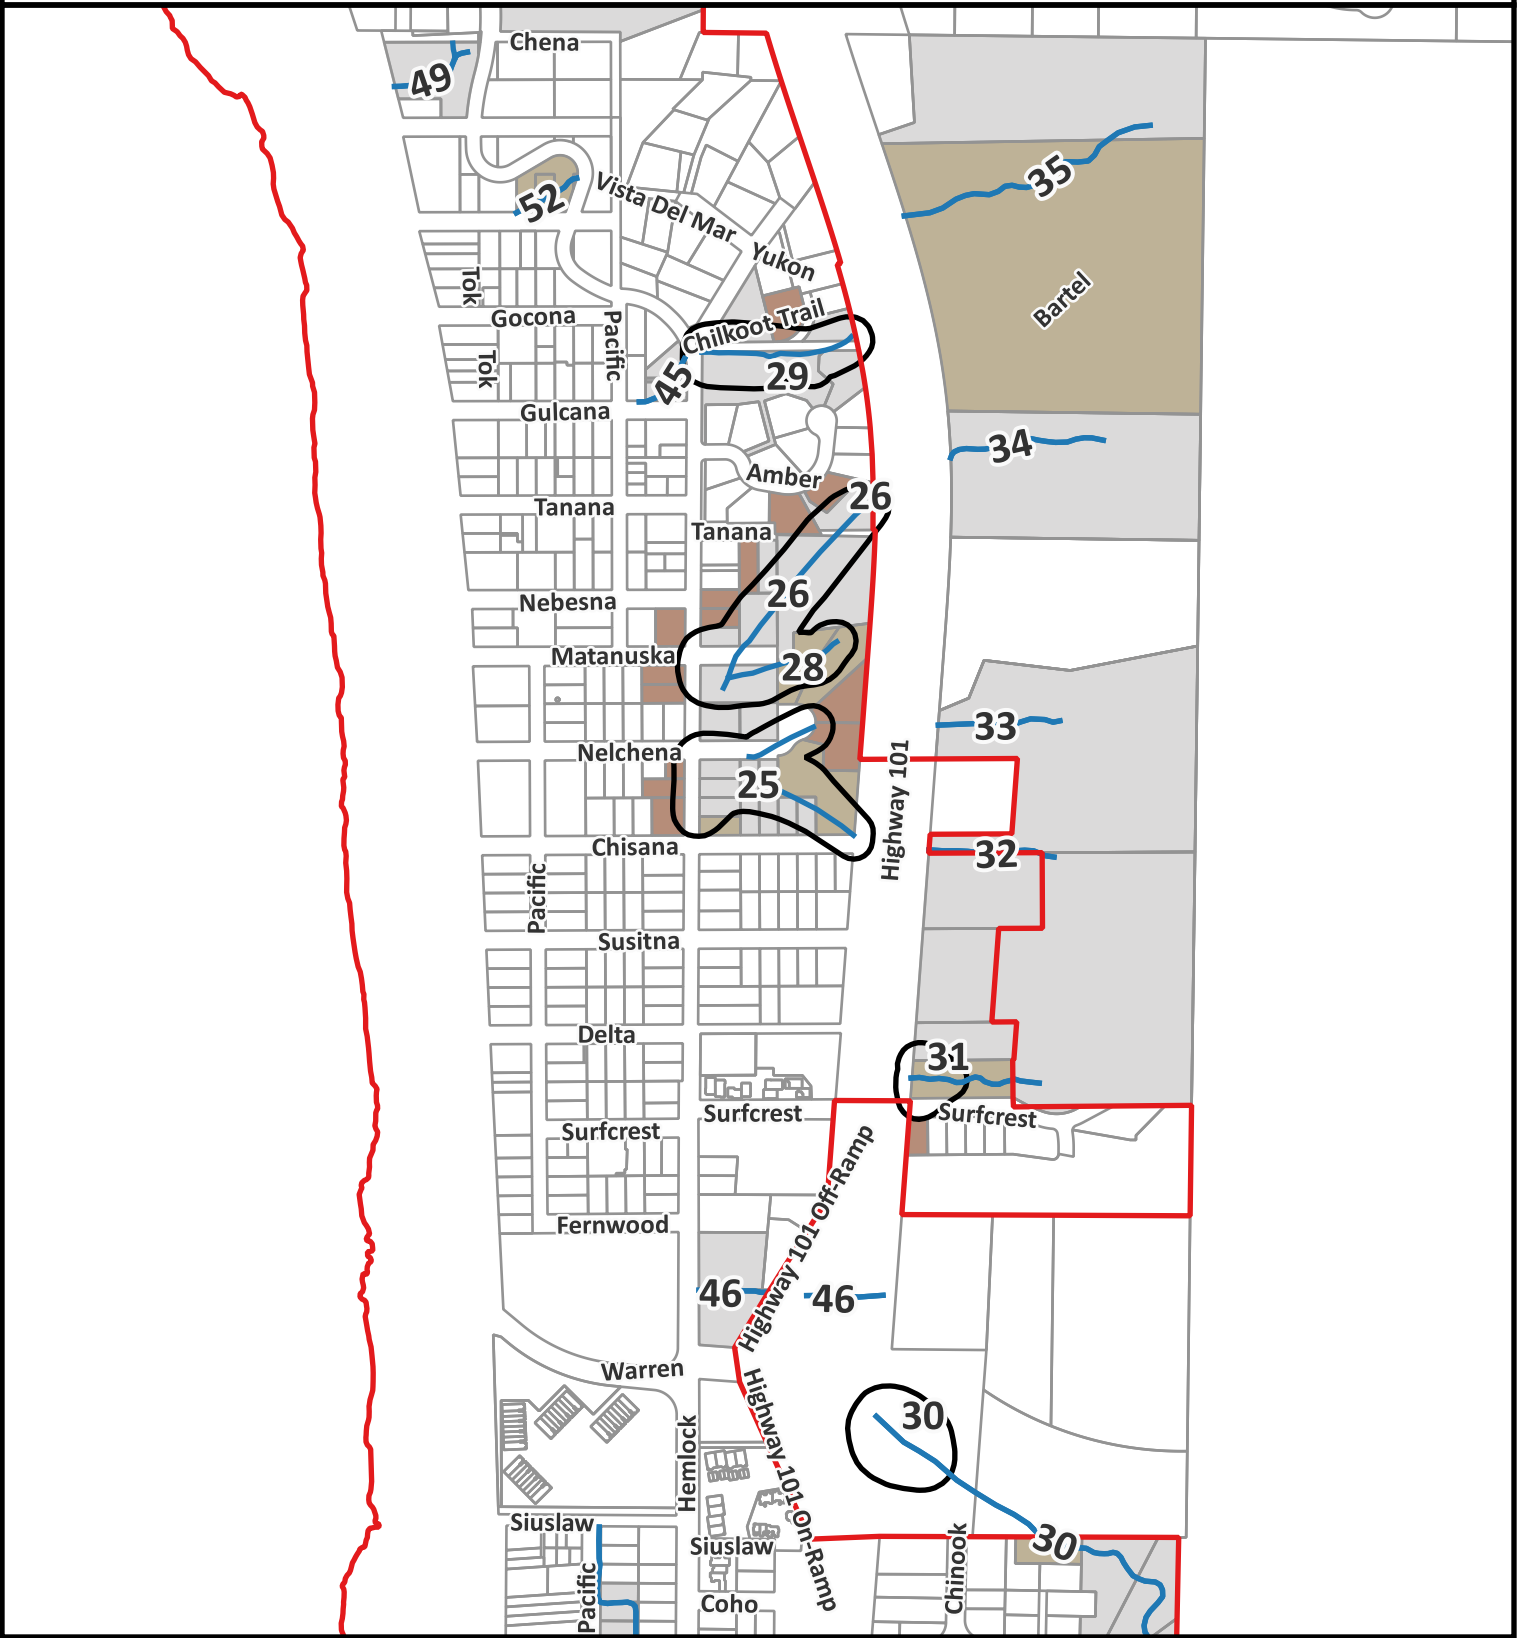 Chena
49
35
52
Vista Del Mar
Yukon
Tok
Bartel
Gocona
Pacific
Chilkoot Trail
Tok
45
29
Gulcana
34
Amber
26
Tanana
Tanana
26
Nebesna
Matanuska
28
33
Nelchena
Highway 101
25
Chisana
32
Pacific
Susitna
Delta
31
Surfcrest
Surfcrest
Surfcrest
Highway 101 Off-Ramp
Fernwood
46
46
Warren
Highway 101 On-Ramp
30
Hemlock
Siuslaw
Siuslaw
30
Chinook
Pacific
Coho